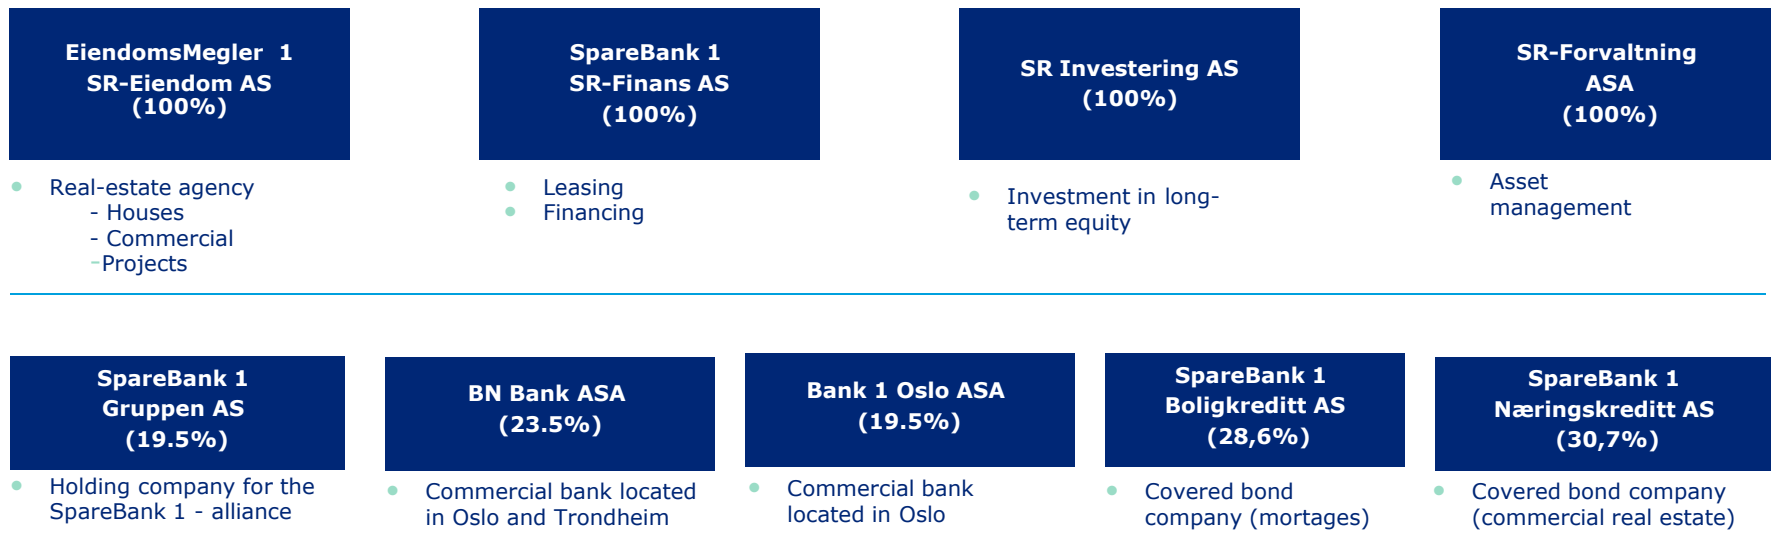 EiendomsMegler 1
SR-Eiendom AS
(100%)
• Real-estate agency
- Houses
- Commercial
-Projects
SpareBank 1
SR-Finans AS
(100%)
• Leasing
• Financing
SR Investering AS
(100%)
• Investment in long-
term equity
SR-Forvaltning
ASA
(100%)
• Asset
management
SpareBank 1
Gruppen AS
(19.5%)
• Holding company for the
SpareBank 1 - alliance
BN Bank ASA
(23.5%)
• Commercial bank located
in Oslo and Trondheim
Bank 1 Oslo ASA
(19.5%)
• Commercial bank
located in Oslo
SpareBank 1
Boligkreditt AS
(28,6%)
• Covered bond
company (mortages)
SpareBank 1
Næringskreditt AS
(30,7%)
• Covered bond company
(commercial real estate)